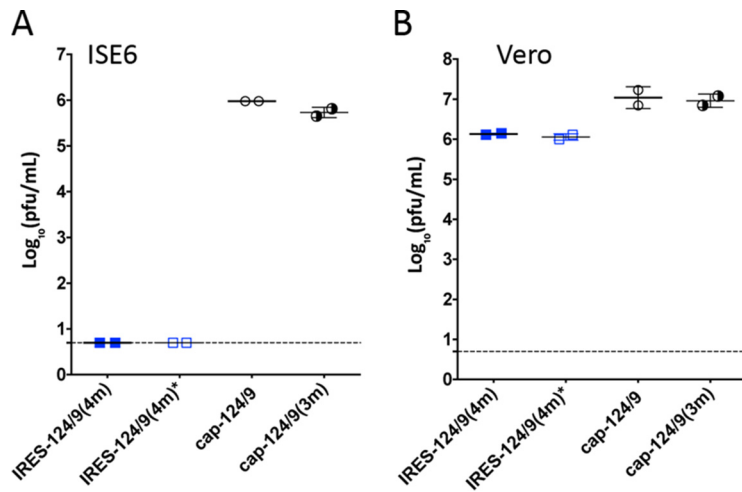 A
ISE6
7
6
5
4
3
2
1
0
Log10(pfu/mL)
IRES-124/9(4m)
IRES-124/9(4m)*
cap-124/9
cap-124/9(3m)
B
Vero
8
7
6
5
4
3
2
1
0
Log10(pfu/mL)
IRES-124/9(4m)
IRES-124/9(4m)*
cap-124/9
cap-124/9(3m)